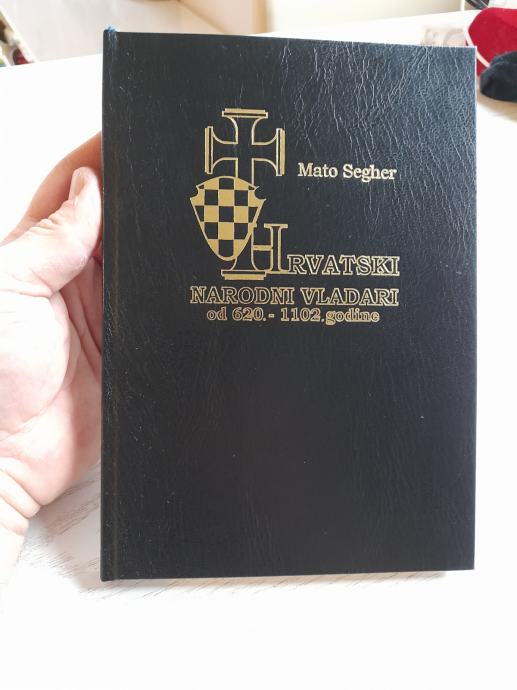 Mato Segher
HRVATSKI
NARODNI VLADARI
od 620.- 1102.godine